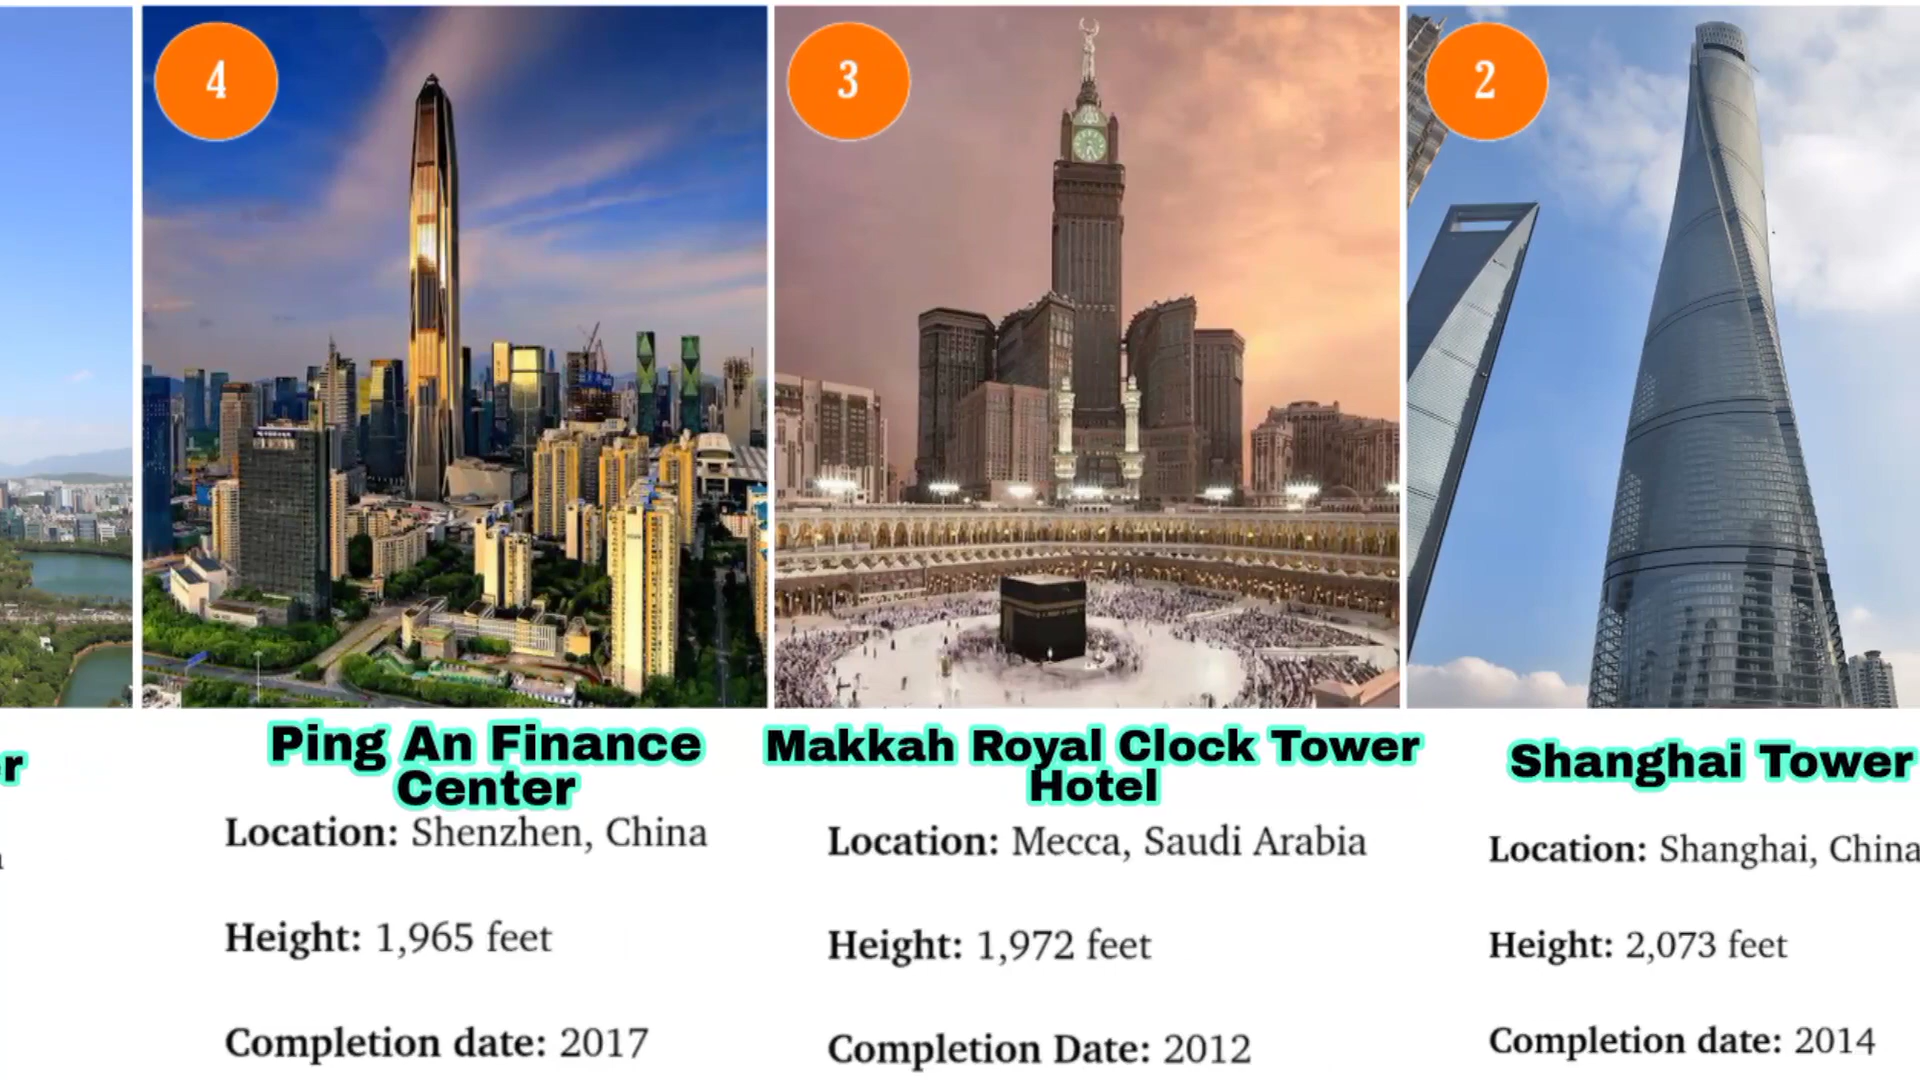 4
Ping An Finance
Center
Location: Shenzhen, China
Height: 1,965 feet
Completion date: 2017
3
Makkah Royal Clock Tower
Hotel
Location: Mecca, Saudi Arabia
Height: 1,972 feet
Completion Date: 2012
2
Shanghai Tower
Location: Shanghai, China
Height: 2,073 feet
Completion date: 2014